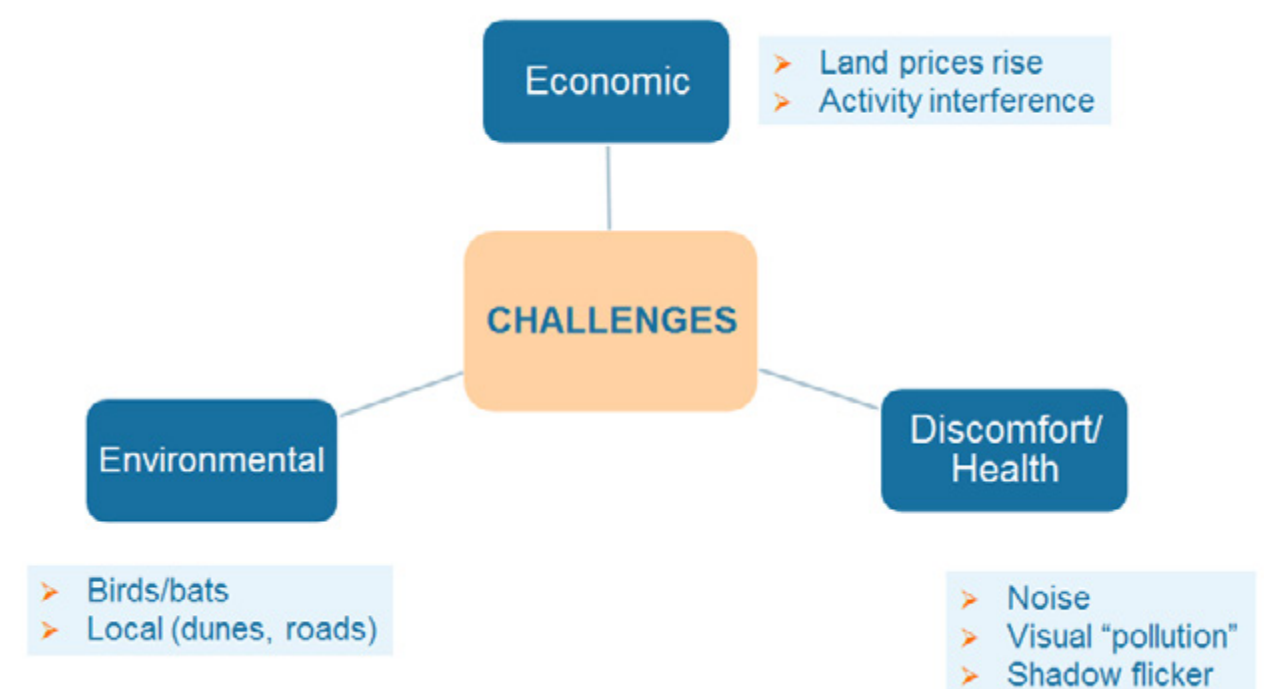 Economic
Land prices rise
Activity interference
CHALLENGES
Environmental
Birds/bats
Local (dunes, roads)
Discomfort/
Health
Noise
Visual “pollution”
Shadow flicker